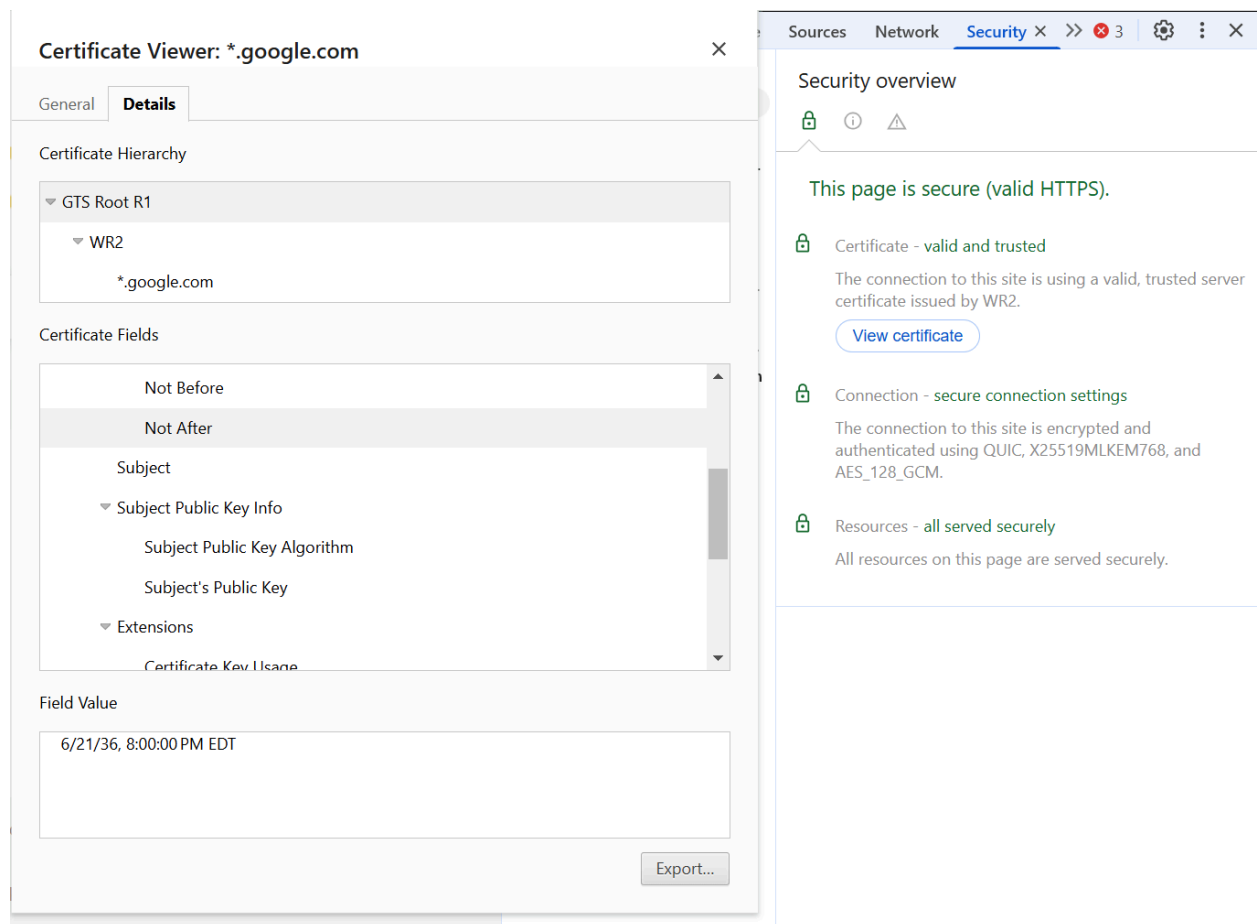 Certificate Viewer: *.google.com
General Details
Certificate Hierarchy
GTS Root R1
WR2
*.google.com
Certificate Fields
Not Before
Not After
Subject
Subject Public Key Info
Subject Public Key Algorithm
Subject's Public Key
Extensions
Certificate Key Usage
Field Value
6/21/36, 8:00:00 PM EDT
Export...
Sources Network Security 3
Security overview
This page is secure (valid HTTPS).
Certificate - valid and trusted
The connection to this site is using a valid, trusted server
certificate issued by WR2.
View certificate
Connection - secure connection settings
The connection to this site is encrypted and
authenticated using QUIC, X25519MLKEM768, and
AES_128_GCM.
Resources - all served securely
All resources on this page are served securely.